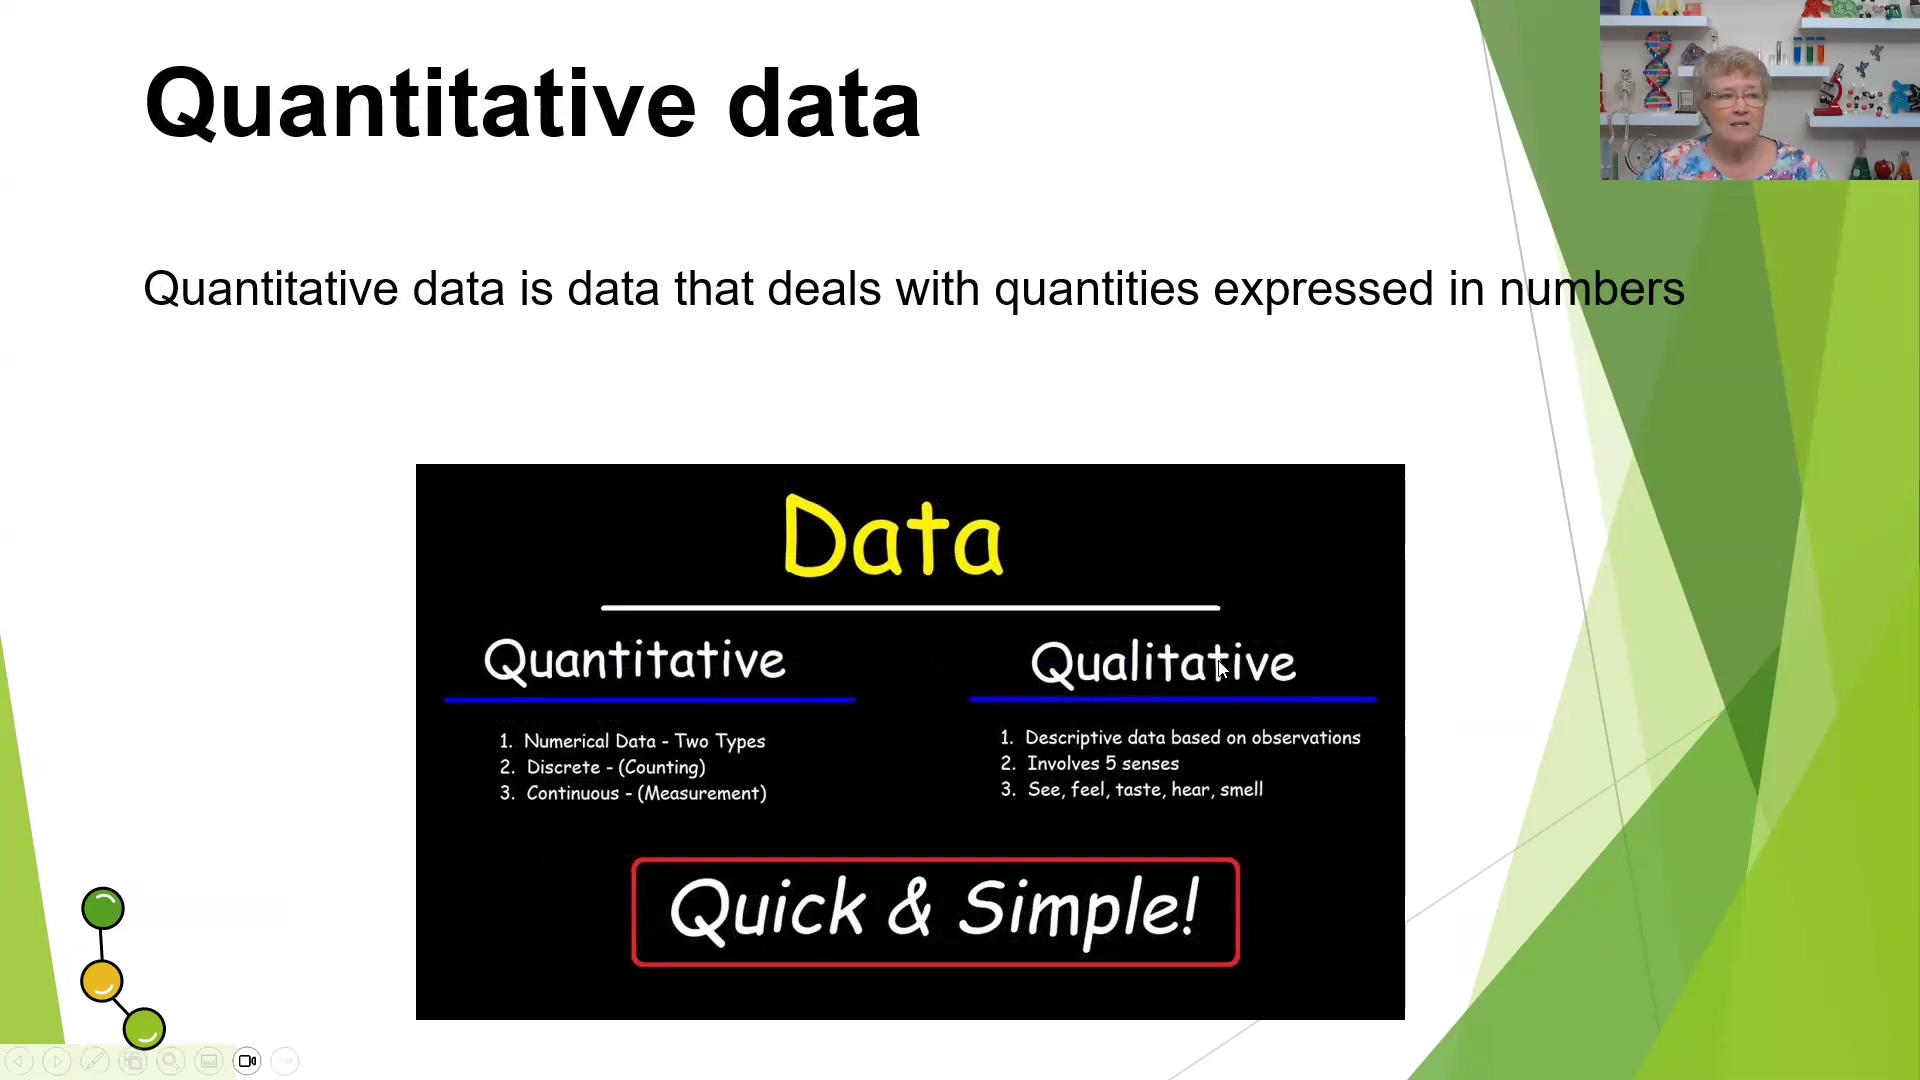 Quantitative data
Quantitative data is data that deals with quantities expressed in numbers
Data
Quantitative
1. Numerical Data - Two Types
2. Discrete - (Counting)
3. Continuous - (Measurement)
Qualitative
1. Descriptive data based on observations
2. Involves 5 senses
3. See, feel, taste, hear, smell
Quick & Simple!